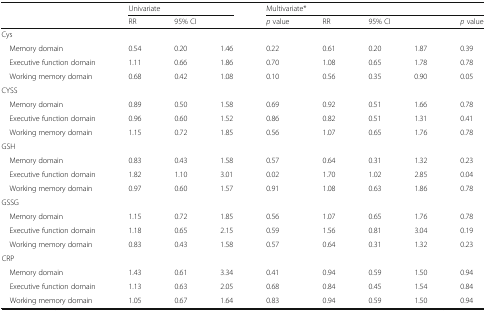 Univariate Multivariate*
RR 95% CI p value RR 95% CI p value
Cys
Memory domain 0.54 0.20 1.46 0.22 0.61 0.20 1.87 0.39
Executive function domain 1.11 0.66 1.86 0.70 1.08 0.65 1.78 0.78
Working memory domain 0.68 0.42 1.08 0.10 0.56 0.35 0.90 0.05
CYSS
Memory domain 0.89 0.50 1.58 0.69 0.92 0.51 1.66 0.78
Executive function domain 0.96 0.60 1.52 0.86 0.82 0.51 1.31 0.41
Working memory domain 1.15 0.72 1.85 0.56 1.07 0.65 1.76 0.78
GSH
Memory domain 0.83 0.43 1.58 0.57 0.64 0.31 1.32 0.23
Executive function domain 1.82 1.10 3.01 0.02 1.70 1.02 2.85 0.04
Working memory domain 0.97 0.60 1.57 0.91 1.08 0.63 1.86 0.78
GSSG
Memory domain 1.15 0.72 1.85 0.56 1.07 0.65 1.76 0.78
Executive function domain 1.18 0.65 2.15 0.59 1.56 0.81 3.04 0.19
Working memory domain 0.83 0.43 1.58 0.57 0.64 0.31 1.32 0.23
CRP
Memory domain 1.43 0.61 3.34 0.41 0.94 0.59 1.50 0.94
Executive function domain 1.13 0.63 2.05 0.68 0.84 0.45 1.54 0.84
Working memory domain 1.05 0.67 1.64 0.83 0.94 0.59 1.50 0.94